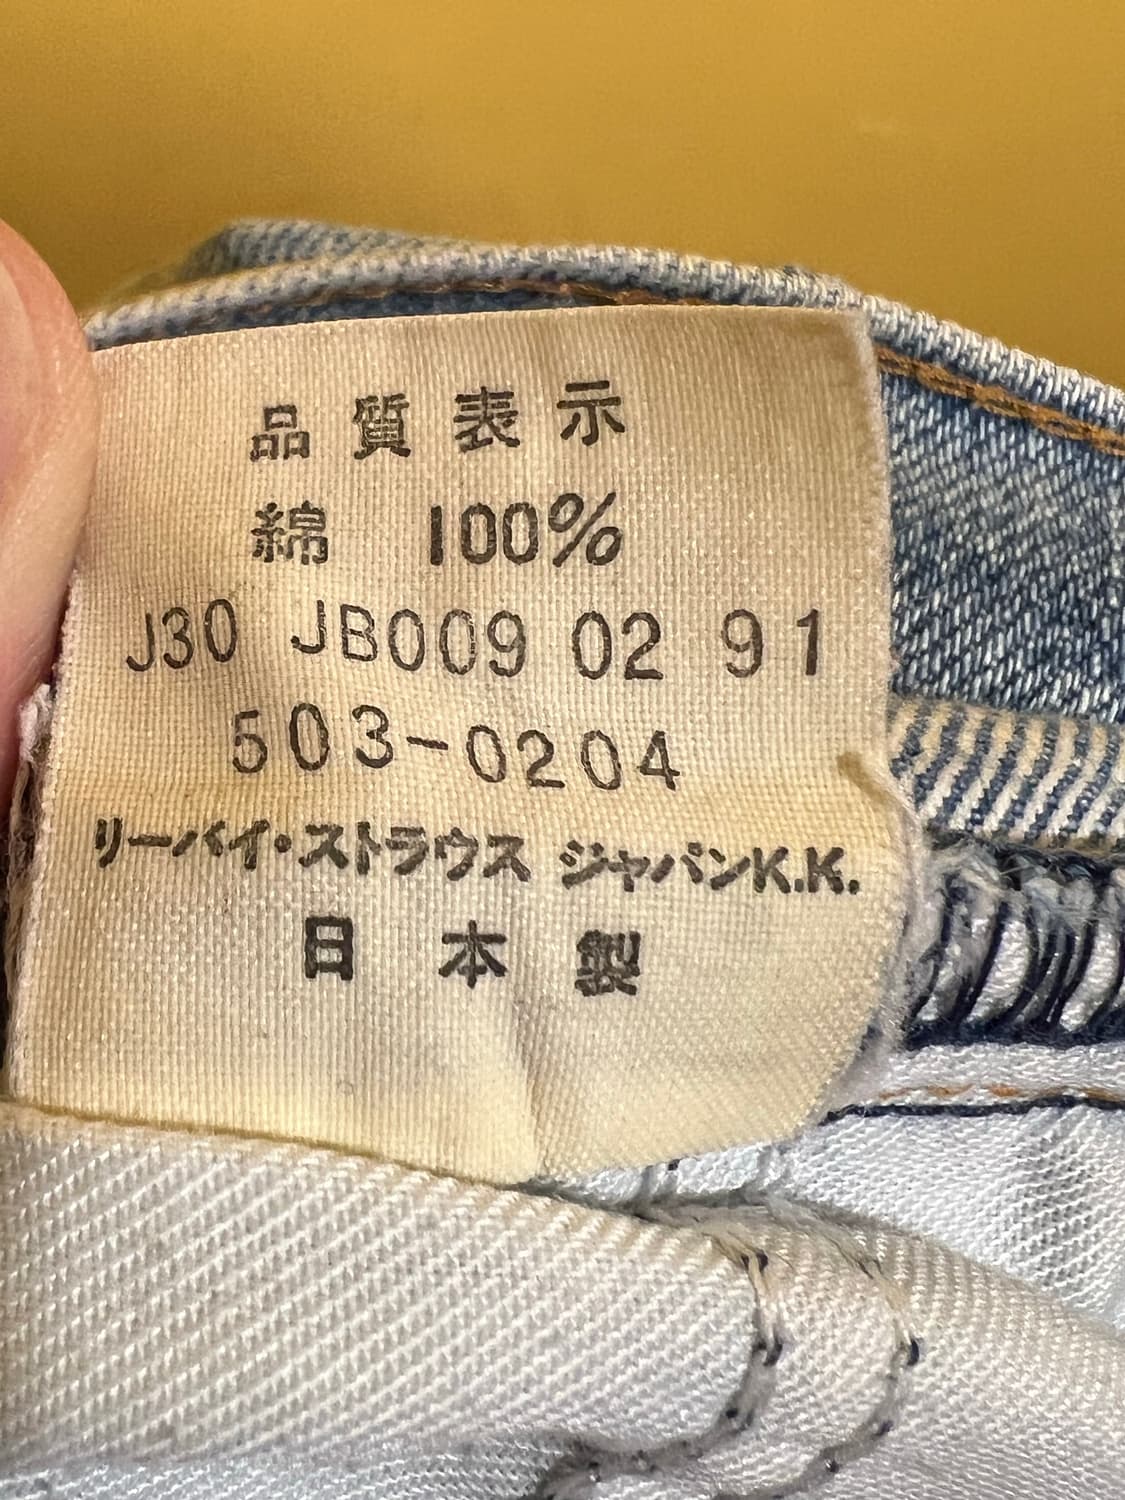 品質表示
綿 100%
J30 JB009 02 91
503-0204
リーバイ・ストラウス ジャパンK.K.
日本製